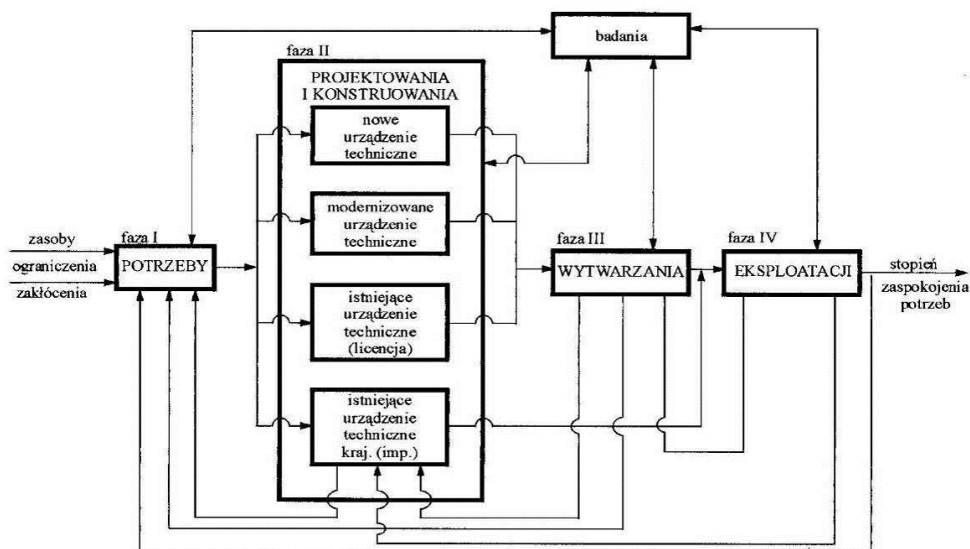 badania
faza II
PROJEKTOWANIA
I KONSTRUOWANIA
nowe
urządzenie
techniczne
modernizowane
urządzenie
techniczne
istniejące
urządzenie
techniczne
(licencja)
istniejące
urządzenie
techniczne
kraj. (imp.)
zasoby
ograniczenia
zakłócenia
faza I
POTRZEBY
faza III
WYTWARZANIA
faza IV
EKSPLOATACJI
stopień
zaspokojenia
potrzeb